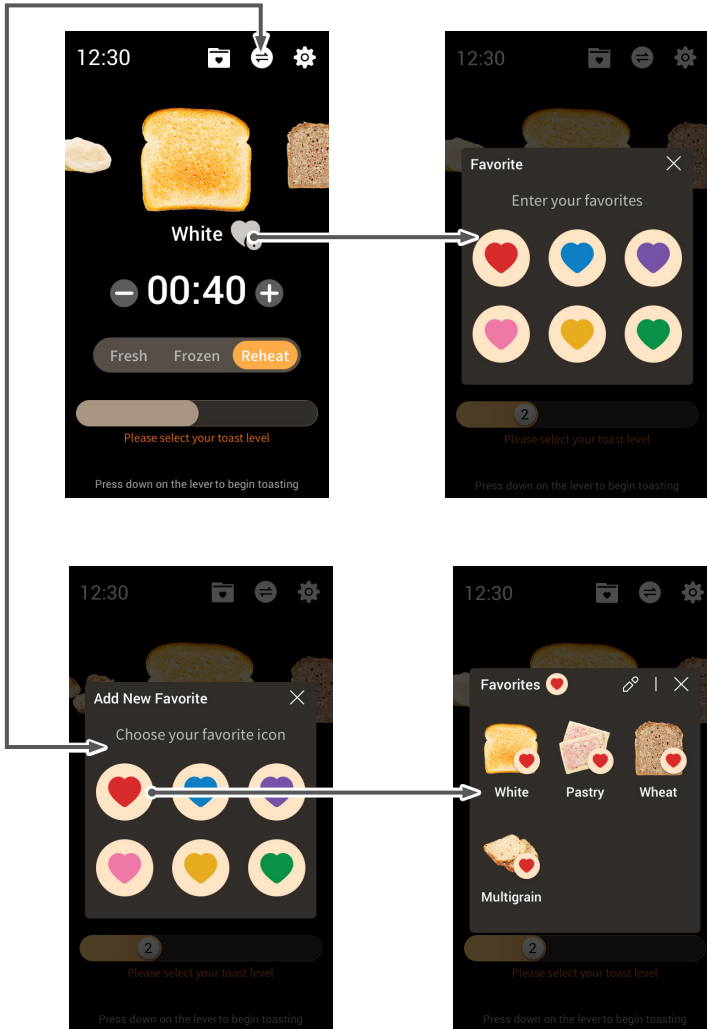 12:30
White
00:40
Fresh Frozen Reheat
Please select your toast level
Press down on the lever to begin toasting
12:30
Favorite
Enter your favorites
2
Please select your toast level
Press down on the lever to begin toasting
12:30
Add New Favorite
Choose your favorite icon
2
Please select your toast level
Press down on the lever to begin toasting
12:30
Favorites
White Pastry Wheat
Multigrain
2
Please select your toast level
Press down on the lever to begin toasting